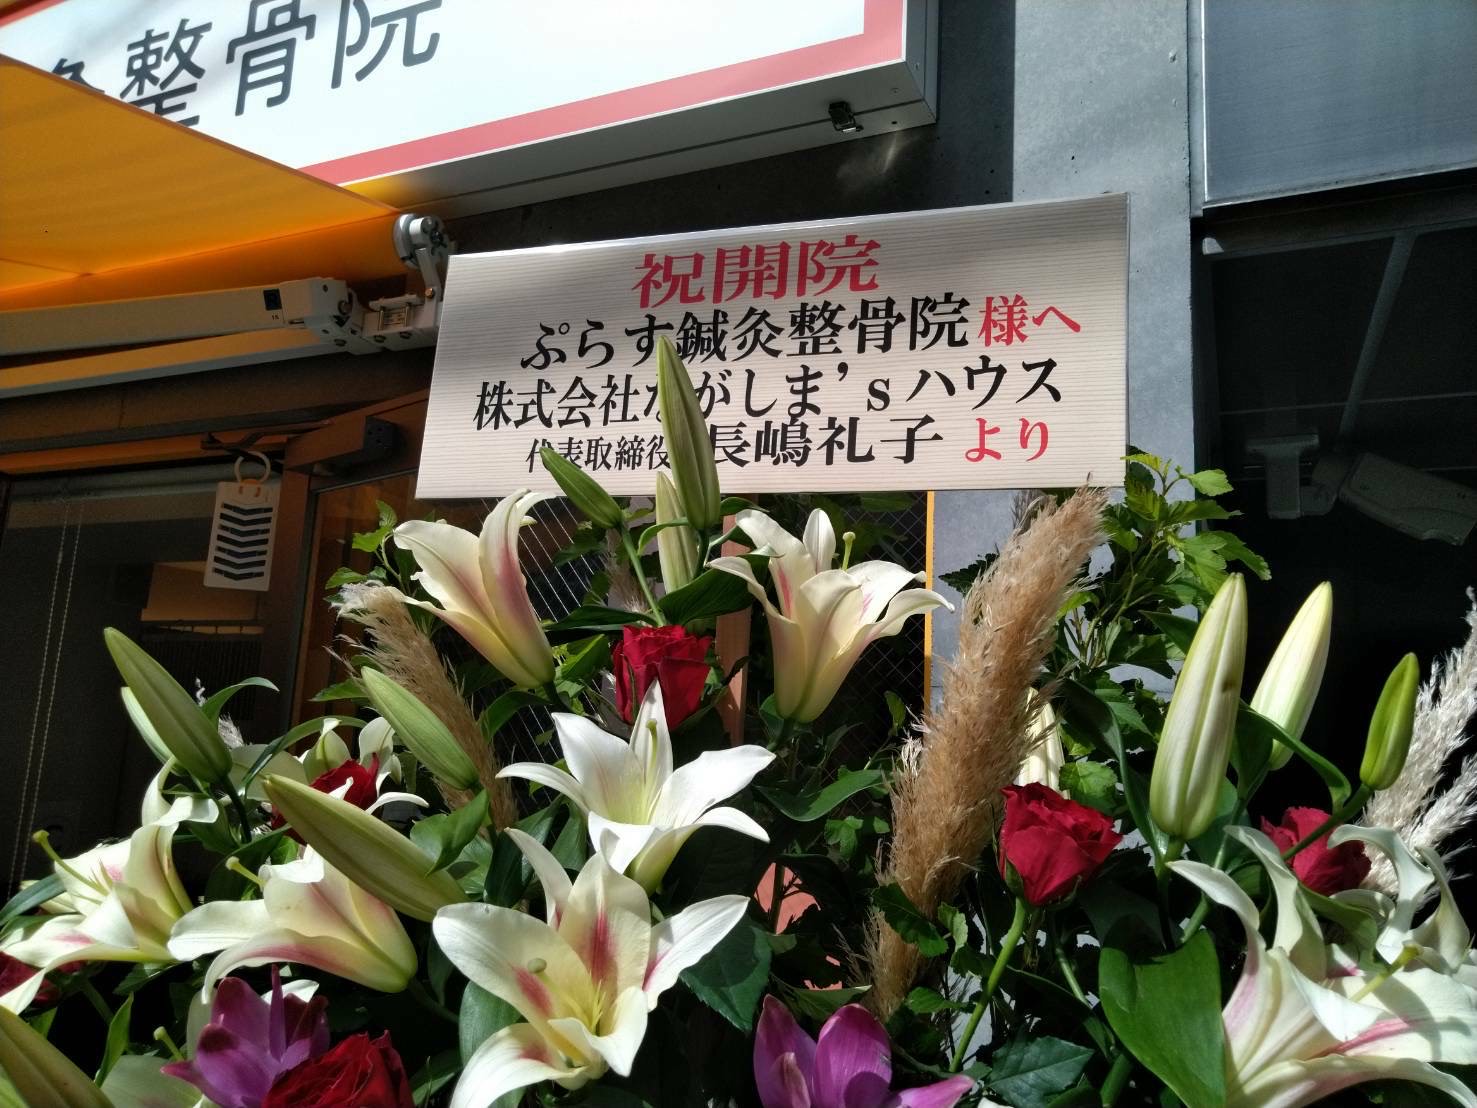 整骨院
祝開院
ぷらす鍼灸整骨院様へ
株式会社ながしま's ハウス
代表取締役 長嶋礼子 より